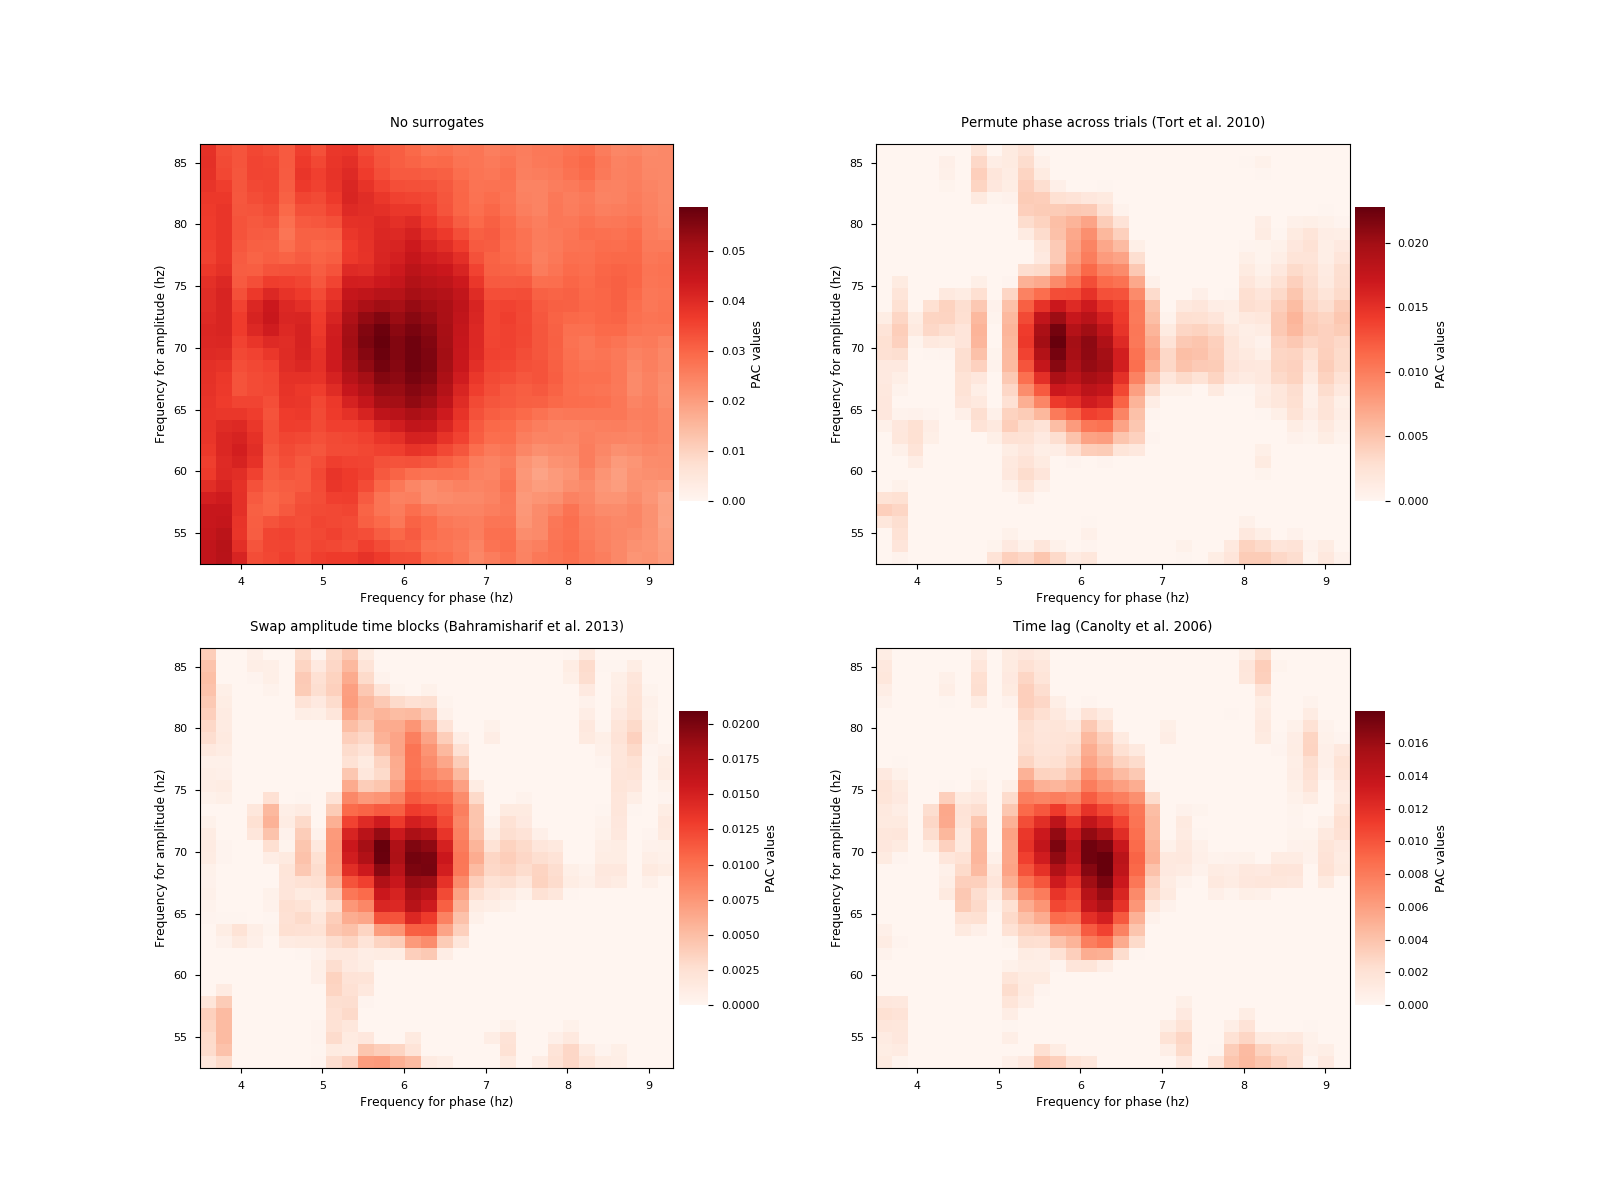 No surrogates
85
80
75
70
65
60
55
Frequency for amplitude (hz)
4 5 6 7 8 9
Frequency for phase (hz)
0.05
0.04
0.03
0.02
0.01
0.00
PAC values
Permute phase across trials (Tort et al. 2010)
85
80
75
70
65
60
55
Frequency for amplitude (hz)
4 5 6 7 8 9
Frequency for phase (hz)
0.020
0.015
0.010
0.005
0.000
PAC values
Swap amplitude time blocks (Bahramisharif et al. 2013)
85
80
75
70
65
60
55
Frequency for amplitude (hz)
4 5 6 7 8 9
Frequency for phase (hz)
0.0200
0.0175
0.0150
0.0125
0.0100
0.0075
0.0050
0.0025
0.0000
PAC values
Time lag (Canolty et al. 2006)
85
80
75
70
65
60
55
Frequency for amplitude (hz)
4 5 6 7 8 9
Frequency for phase (hz)
0.016
0.014
0.012
0.010
0.008
0.006
0.004
0.002
0.000
PAC values